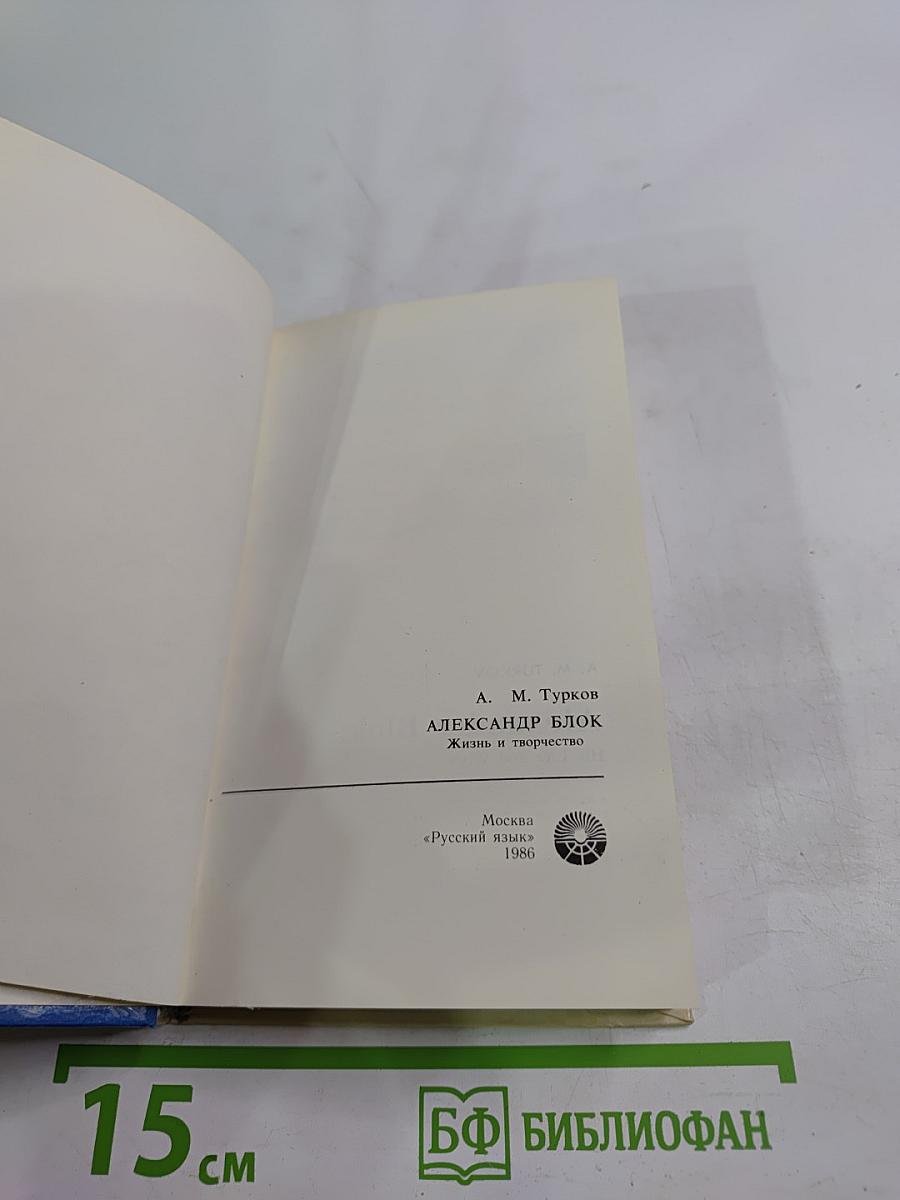 А. М. Турков
АЛЕКСАНДР БЛОК
Жизнь и творчество
Москва
«Русский язык»
1986
15 см
БФ БИБЛИОФАН